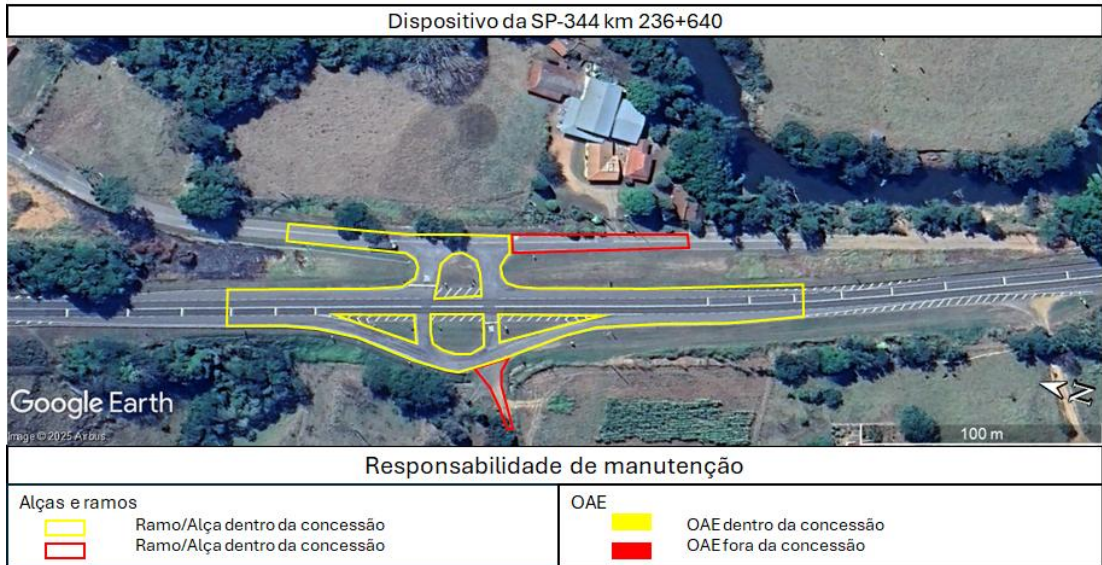 Dispositivo da SP-344 km 236+640
Google Earth
Image © 2025 Airbus
N
100 m
Responsabilidade de manutenção
Alças e ramos
Ramo/Alça dentro da concessão
Ramo/Alça dentro da concessão
OAE
OAE dentro da concessão
OAE fora da concessão